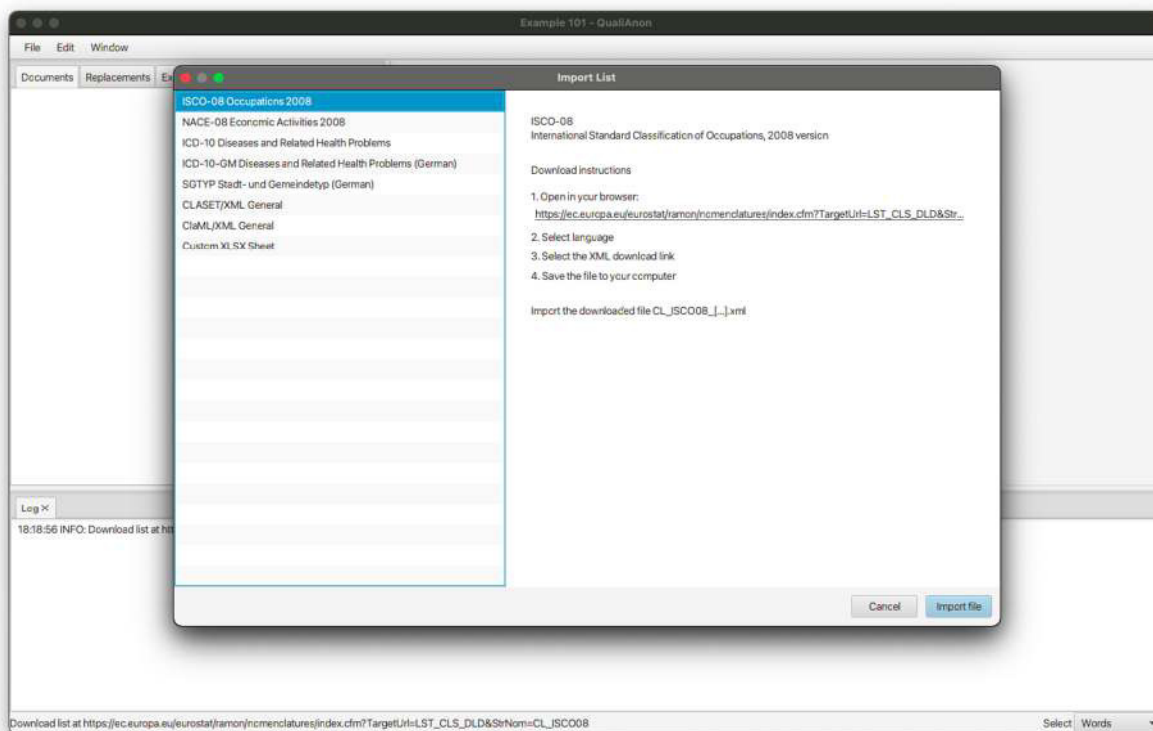 Example 101 - QualiAnon
File Edit Window
Documents Replacements Ex
Import List
ISCO-08 Occupations 2008
NACE-08 Economic Activities 2008
ICD-10 Diseases and Related Health Problems
ICD-10-GM Diseases and Related Health Problems (German)
SGTYP Stadt- und Gemeindetyp (German)
CLASET/XML General
ClaML/XML General
Custom XLSX Sheet
ISCO-08
International Standard Classification of Occupations, 2008 version
Download instructions
1. Open in your browser:
https://ec.europa.eu/eurostat/ramon/nomenclatures/index.cfm?TargetUrl=LST_CLS_DLD&Str...
2. Select language
3. Select the XML download link
4. Save the file to your computer
Import the downloaded file CL_ISCO08_[...].xml
Cancel Import file
Log
18:18:56 INFO: Download list at htt
Download list at https://ec.europa.eu/eurostat/ramon/nomenclatures/index.cfm?TargetUrl=LST_CLS_DLD&StrNom=CL_ISCO08
Select Words